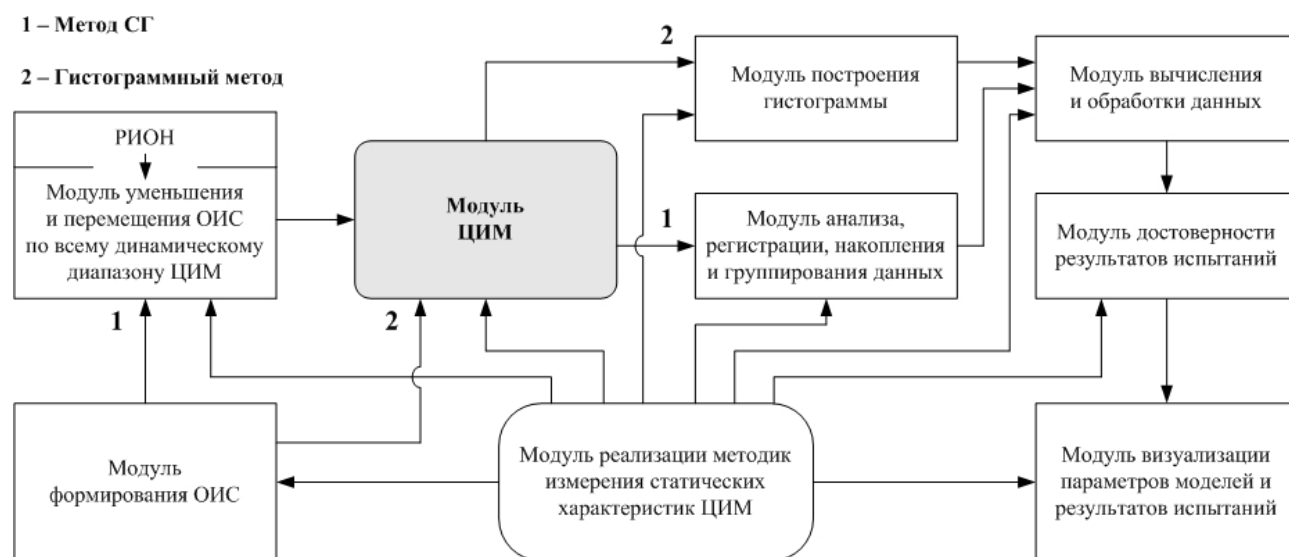 1 – Метод СГ
2 – Гистограммный метод
РИОН
Модуль уменьшения
и перемещения ОИС
по всему динамическому
диапазону ЦИМ
Модуль
ЦИМ
2
Модуль построения
гистограммы
Модуль вычисления
и обработки данных
1
Модуль анализа,
регистрации, накопления
и группирования данных
Модуль достоверности
результатов испытаний
1
2
Модуль
формирования ОИС
Модуль реализации методик
измерения статических
характеристик ЦИМ
Модуль визуализации
параметров моделей и
результатов испытаний